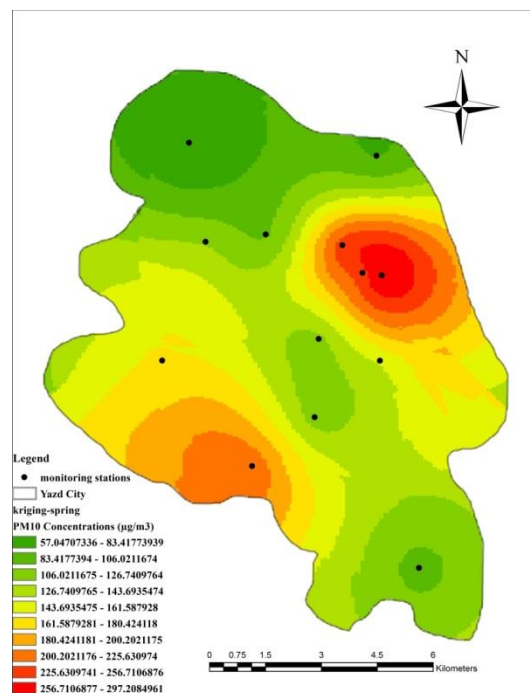 N
Legend
monitoring stations
Yazd City
kriging-spring
PM10 Concentrations (µg/m3)
57.04707336 - 83.41773939
83.4177394 - 106.0211674
106.0211675 - 126.7409764
126.7409765 - 143.6935474
143.6935475 - 161.587928
161.5879281 - 180.424118
180.4241181 - 200.2021175
200.2021176 - 225.630974
225.6309741 - 256.7106876
256.7106877 - 297.2084961
0 0.75 1.5 3 4.5 6
Kilometers